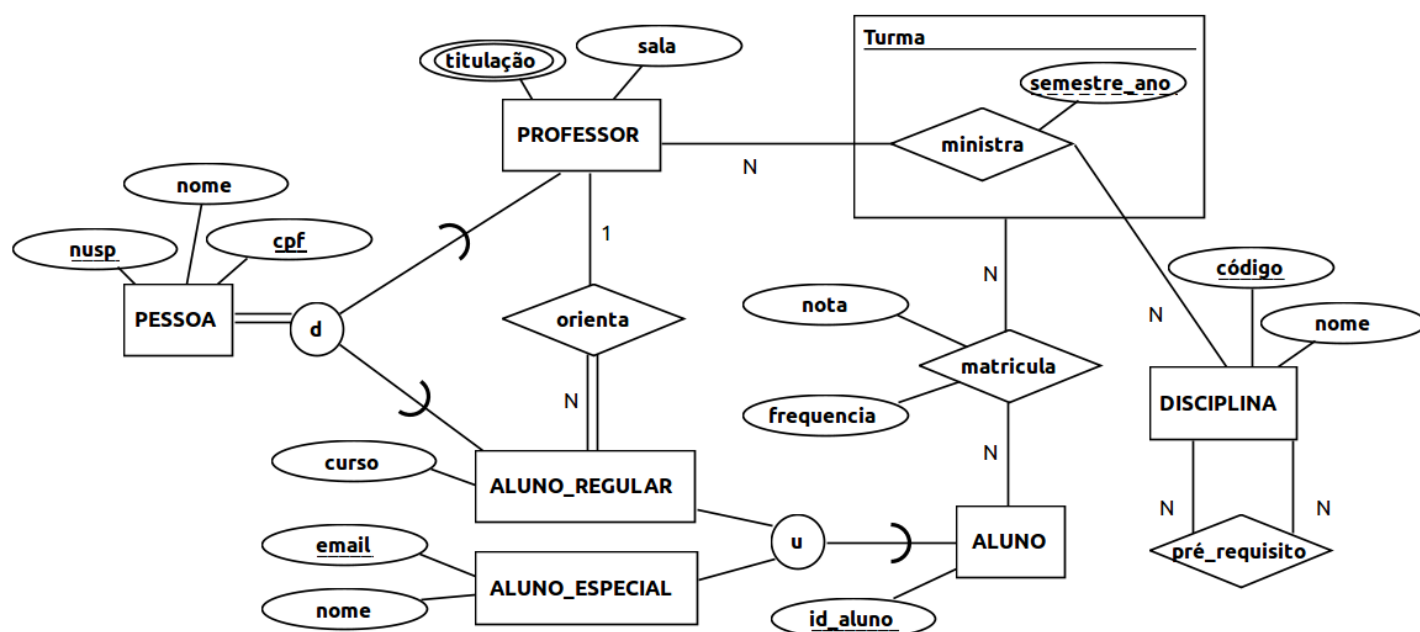 Turma
titulação
sala
semestre_ano
PROFESSOR
ministra
N
nome
nusp
cpf
1
PESSOA
d
orienta
N
código
nota
nome
N
matricula
N
frequencia
DISCIPLINA
N
curso
ALUNO_REGULAR
N
N
N
email
u
ALUNO
pré_requisito
ALUNO_ESPECIAL
nome
id_aluno